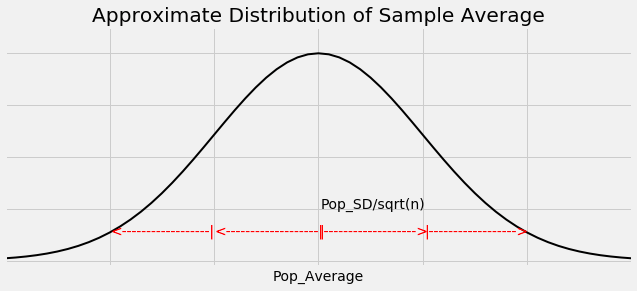 Approximate Distribution of Sample Average
Pop_SD/sqrt(n)
Pop_Average